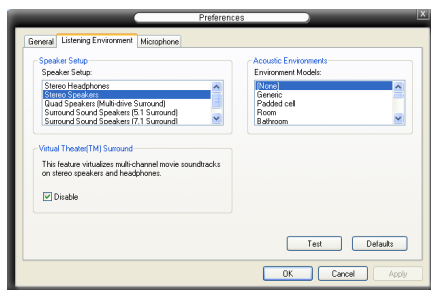 Preferences
X
General Listening Environment Microphone
Speaker Setup
Speaker Setup:
Stereo Headphones
Stereo Speakers
Quad Speakers (Multi-drive Surround)
Surround Sound Speakers (5.1 Surround)
Surround Sound Speakers (7.1 Surround)
Acoustic Environments
Environment Models:
(None)
Generic
Padded cell
Room
Bathroom
Virtual Theater(TM) Surround
This feature virtualizes multi-channel movie soundtracks
on stereo speakers and headphones.
Disable
Test Defaults
OK Cancel Apply